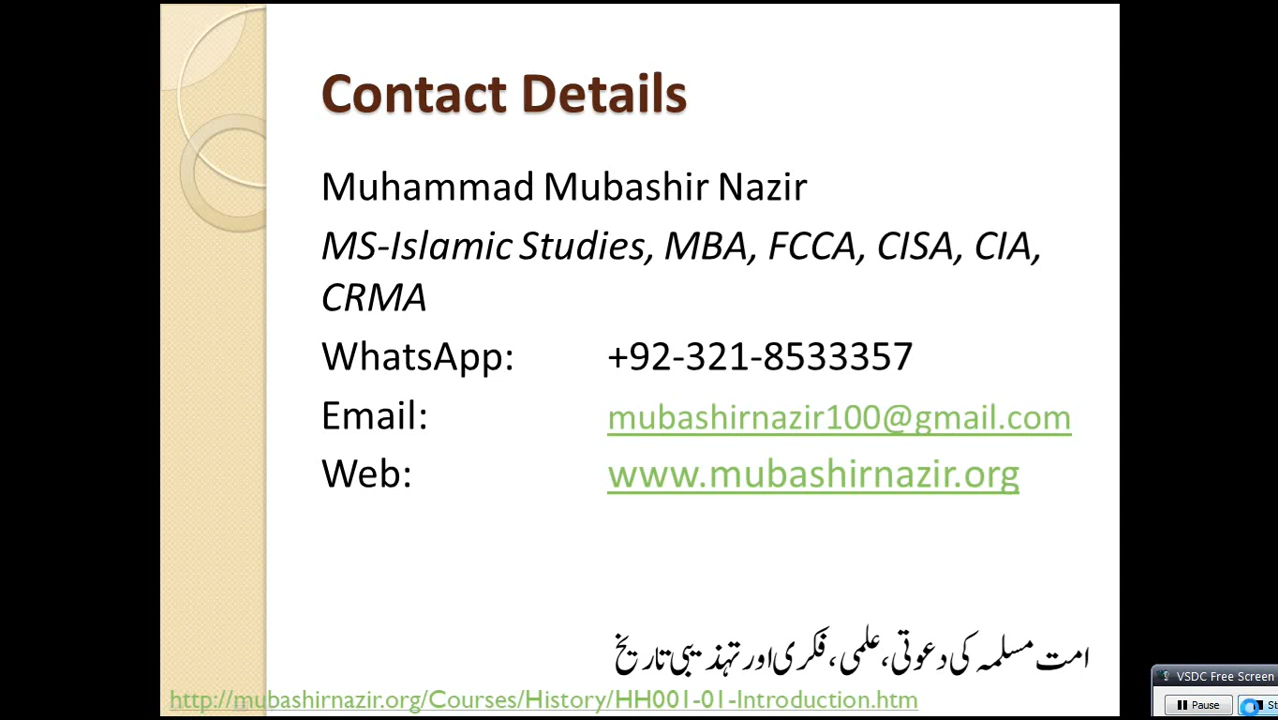 Contact Details
Muhammad Mubashir Nazir
MS-Islamic Studies, MBA, FCCA, CISA, CIA,
CRMA
WhatsApp: +92-321-8533357
Email: mubashirnazir100@gmail.com
Web: www.mubashirnazir.org
امت مسلمہ کی دعوتی، علمی، فکری اور تہذیبی تاریخ
http://mubashirnazir.org/Courses/History/HH001-01-Introduction.htm
VSDC Free Screen
Pause